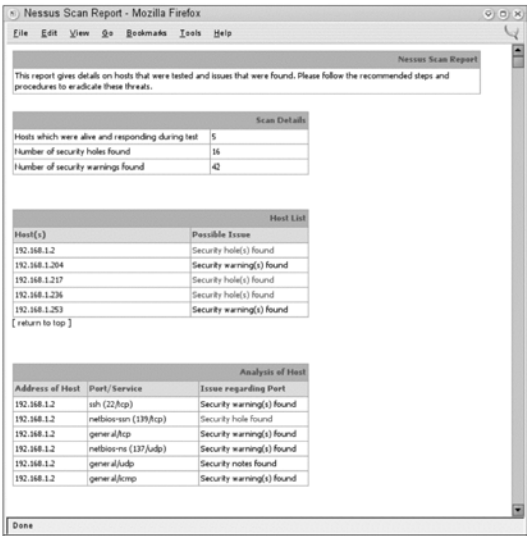 Nessus Scan Report - Mozilla Firefox
File Edit View Go Bookmarks Tools Help
Nessus Scan Report
This report gives details on hosts that were tested and issues that were found. Please follow the recommended steps and
procedures to eradicate these threats.
Scan Details
Hosts which were alive and responding during test 5
Number of security holes found 16
Number of security warnings found 42
Host List
Host(s) Possible Issue
192.168.1.2 Security hole(s) found
192.168.1.204 Security warning(s) found
192.168.1.217 Security hole(s) found
192.168.1.236 Security hole(s) found
192.168.1.253 Security warning(s) found
[ return to top ]
Analysis of Host
Address of Host Port/Service Issue regarding Port
192.168.1.2 ssh (22/tcp) Security warning(s) found
192.168.1.2 netbios-ssn (139/tcp) Security hole found
192.168.1.2 general/tcp Security warning(s) found
192.168.1.2 netbios-ns (137/udp) Security warning(s) found
192.168.1.2 general/udp Security notes found
192.168.1.2 general/icmp Security warning(s) found
Done